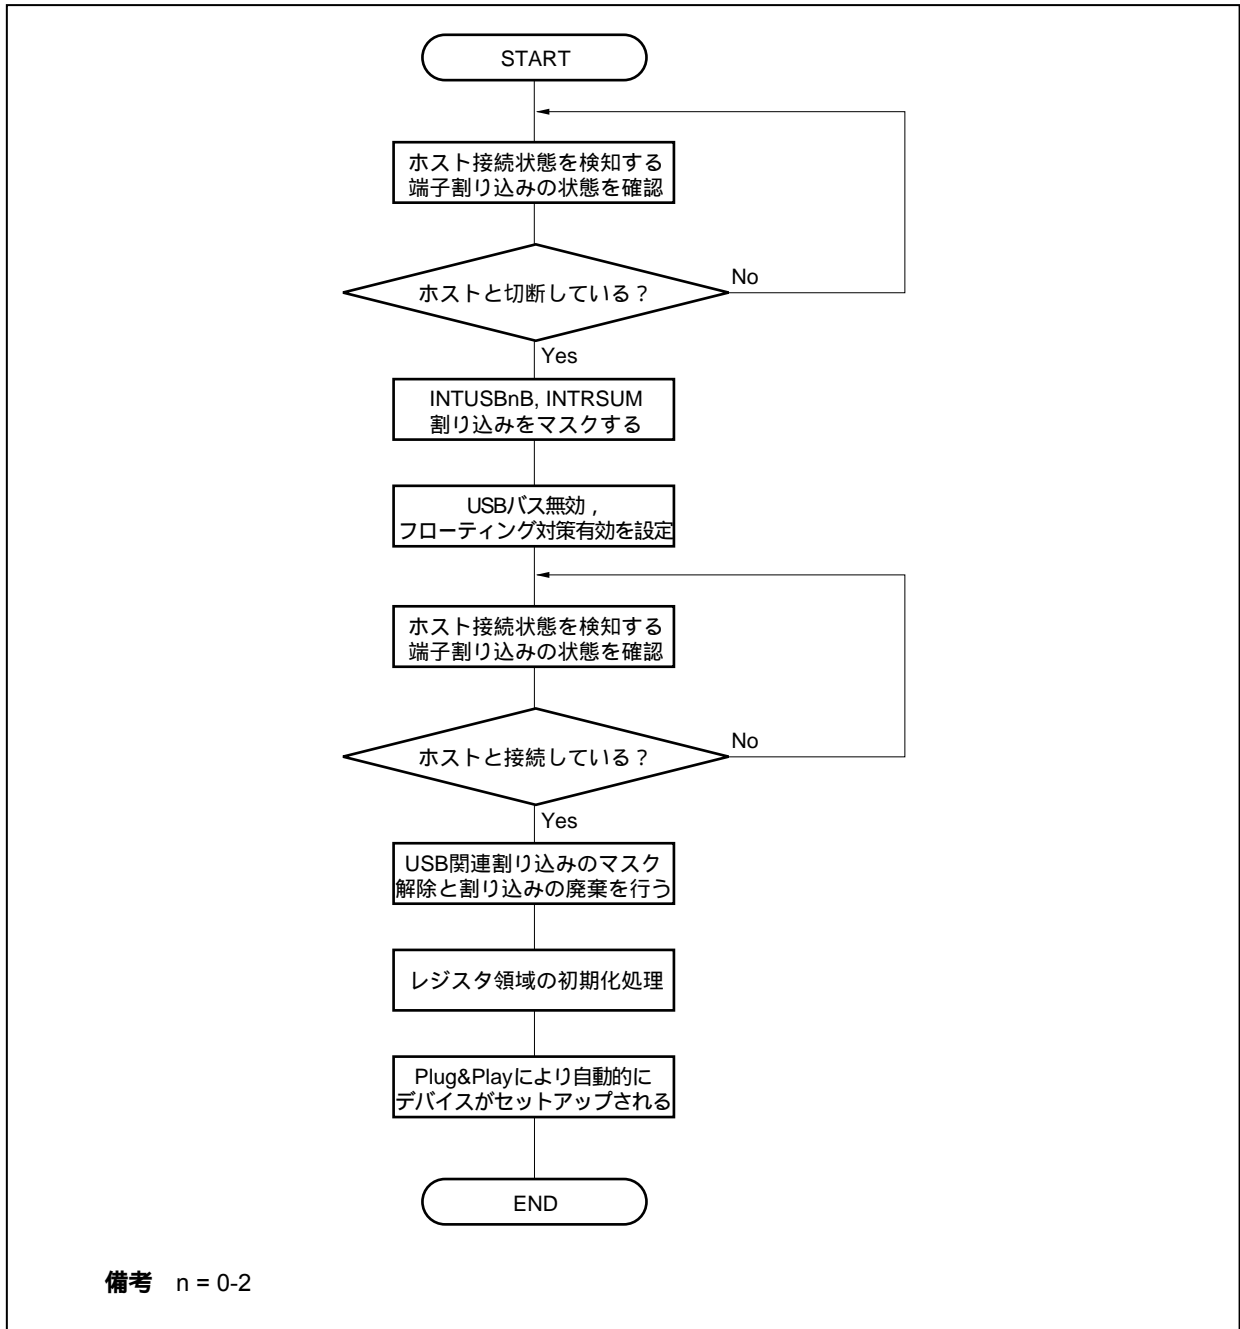 START
ホスト接続状態を検知する
端子割り込みの状態を確認
ホストと切断している?
No
Yes
INTUSBnB, INTRSUM
割り込みをマスクする
USBバス無効,
フローティング対策有効を設定
ホスト接続状態を検知する
端子割り込みの状態を確認
ホストと接続している?
No
Yes
USB関連割り込みのマスク
解除と割り込みの廃棄を行う
レジスタ領域の初期化処理
Plug&Playにより自動的に
デバイスがセットアップされる
END
備考 n = 0-2